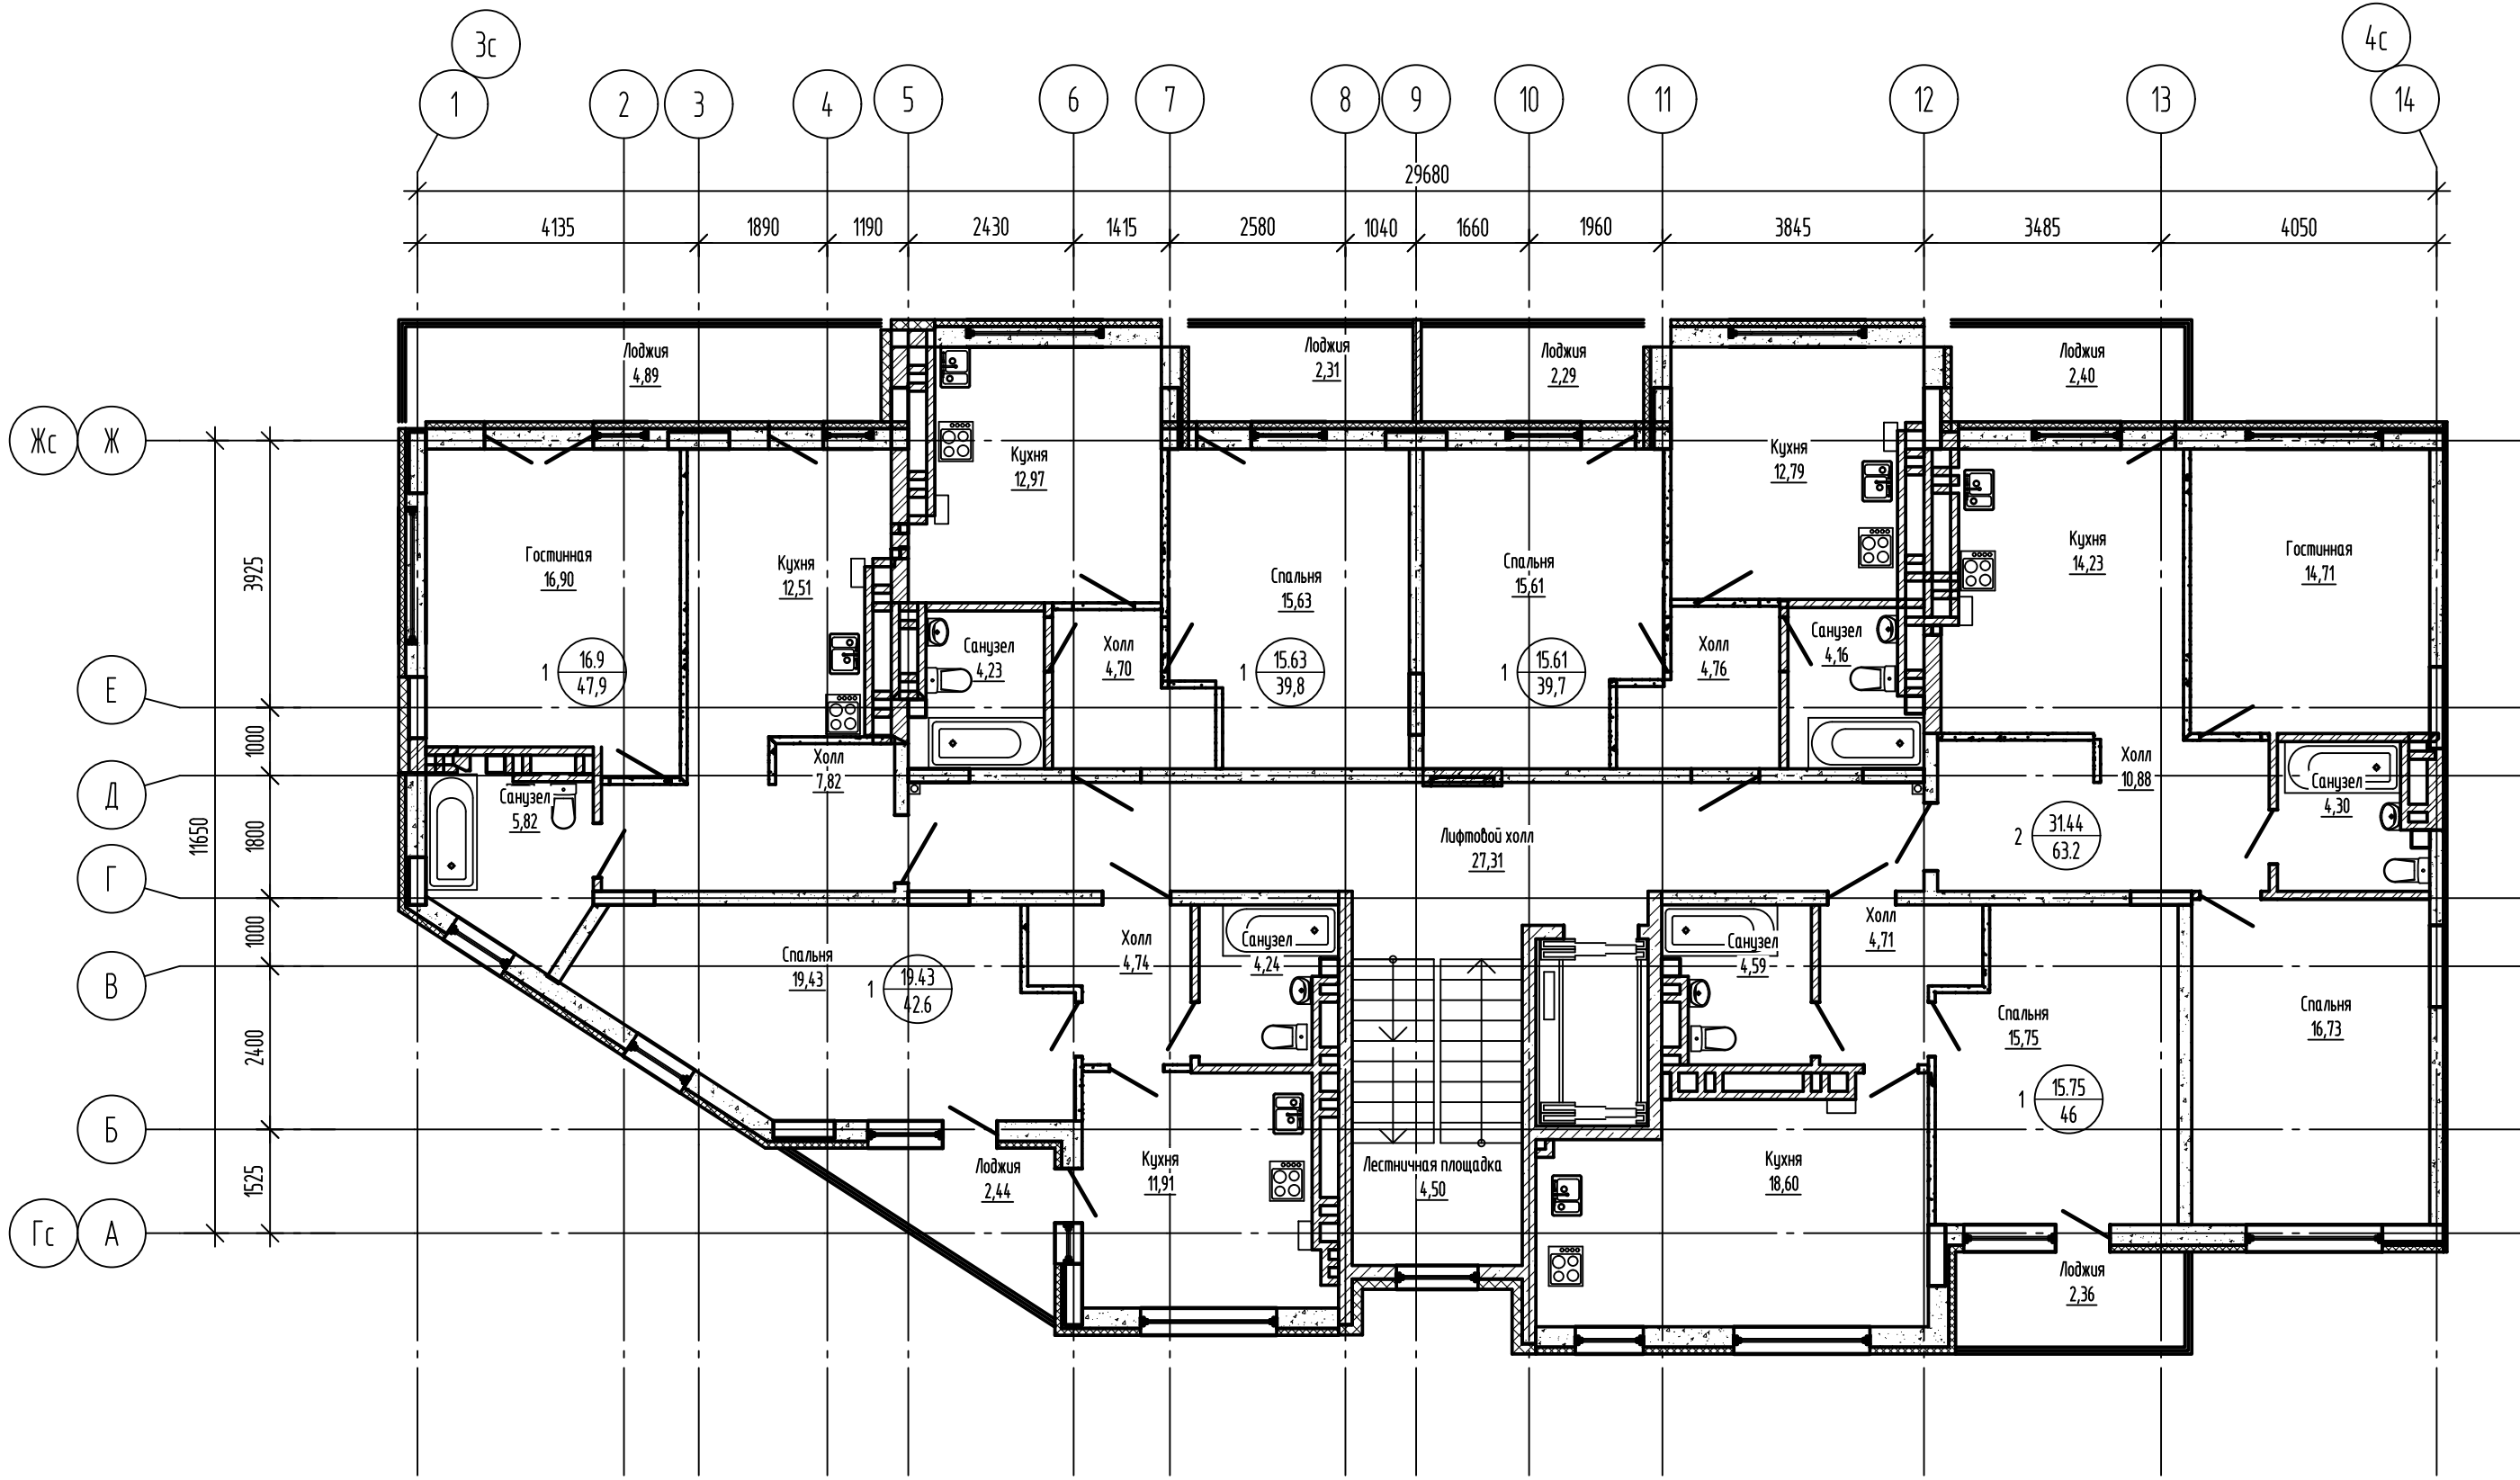 3с
4с
1
2
3
4
5
6
7
8
9
10
11
12
13
14
29680
4135
1890
1190
2430
1415
2580
1040
1660
1960
3845
3485
4050
Лоджия
4,89
Лоджия
2,31
Лоджия
2,29
Лоджия
2,40
Жс
Ж
Е
Д
Г
В
Б
Гс
А
11650
3925
1000
1800
1000
2400
1525
Гостинная
16,90
Кухня
12,51
Кухня
12,97
Спальня
15,63
Спальня
15,61
Кухня
12,79
Кухня
14,23
Гостинная
14,71
1
16.9
47,9
Санузел
4,23
Холл
4,70
1
15.63
39,8
1
15.61
39,7
Холл
4,76
Санузел
4,16
Холл
7,82
Санузел
5,82
Холл
10,88
Санузел
4,30
Лифтовой холл
27,31
2
31.44
63.2
Спальня
19,43
1
19.43
42.6
Холл
4,74
Санузел
4,24
Санузел
4,59
Холл
4,71
Спальня
15,75
Спальня
16,73
1
15.75
46
Лоджия
2,44
Кухня
11,91
Лестничная площадка
4,50
Кухня
18,60
Лоджия
2,36